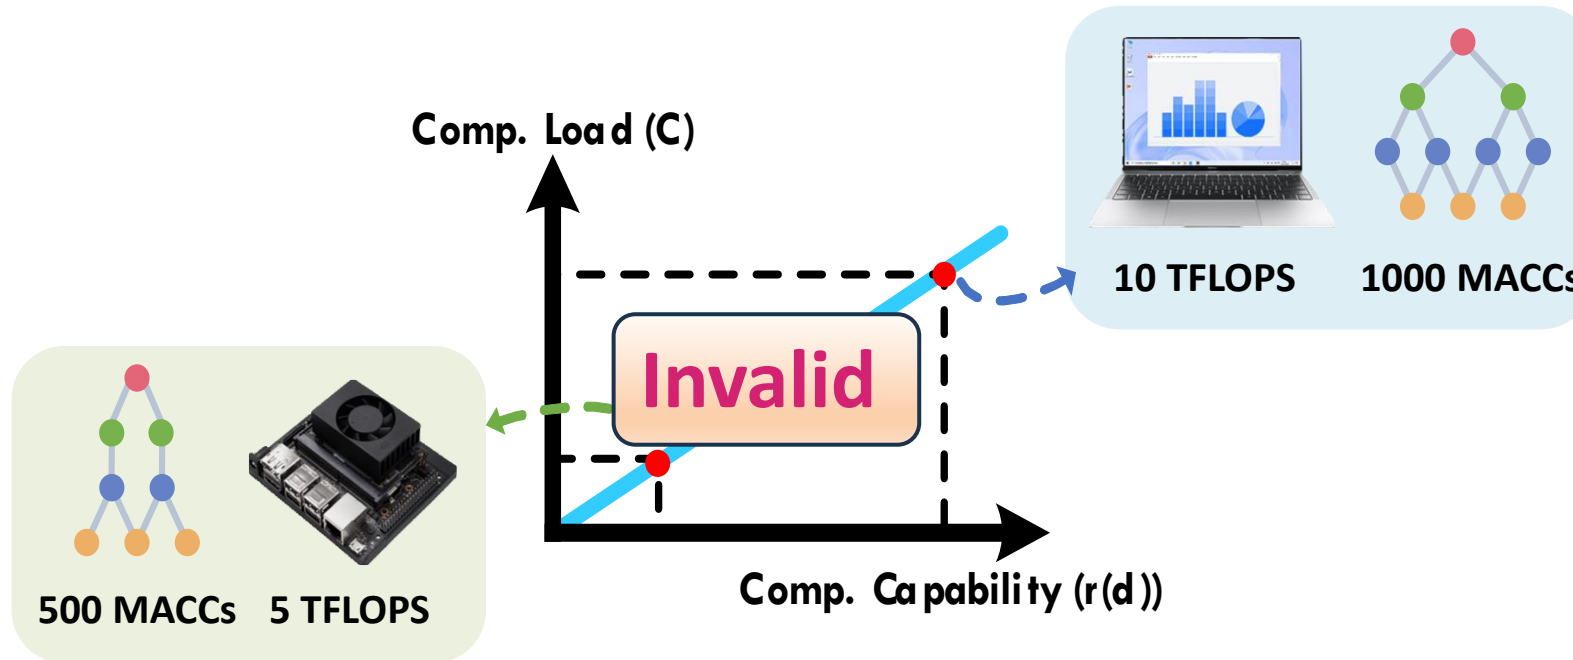 Comp. Load (C)
10 TFLOPS
1000 MACCs
Invalid
500 MACCs
5 TFLOPS
Comp. Capability (r(d))